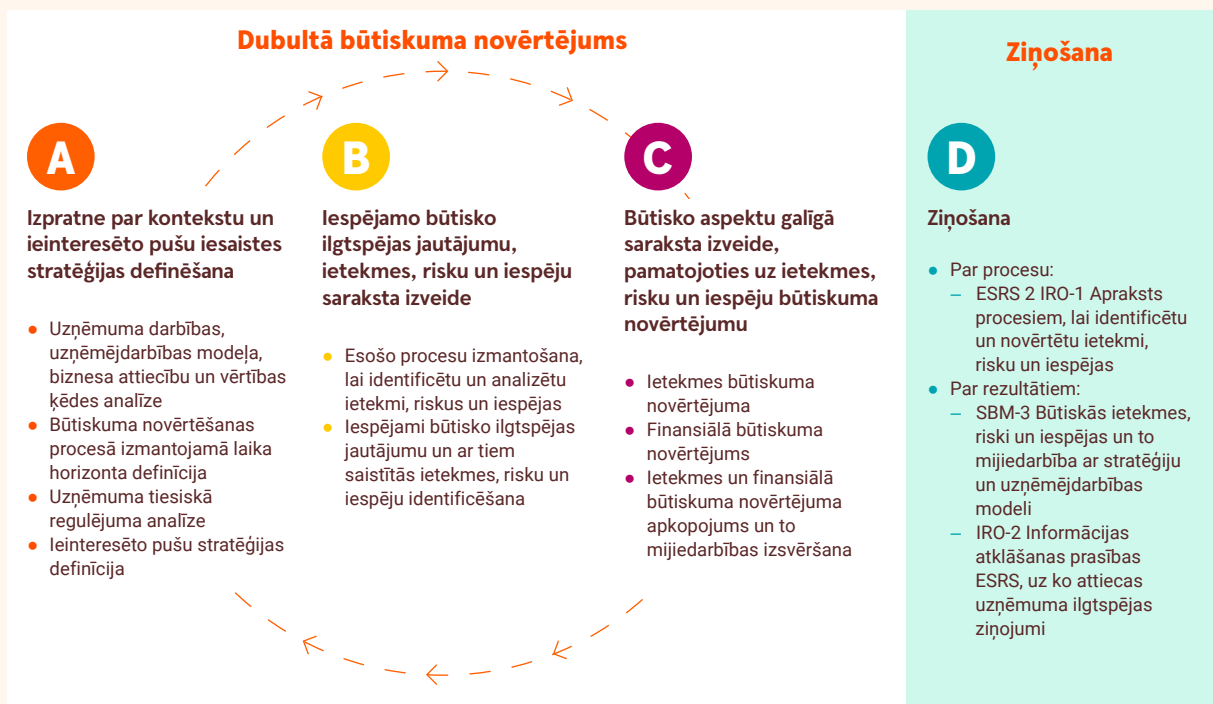 Dubultā būtiskuma novērtējums
A
Izpratne par kontekstu un
ieinteresēto pušu iesaistes
stratēģijas definēšana
● Uzņēmuma darbības,
uzņēmējdarbības modeļa,
biznesa attiecību un vērtības
ķēdes analīze
● Būtiskuma novērtēšanas
procesā izmantojamā laika
horizonta definīcija
● Uzņēmuma tiesiskā
regulējuma analīze
● Ieinteresēto pušu stratēģijas
definīcija
B
Iespējamo būtisko
ilgtspējas jautājumu,
ietekmes, risku un iespēju
saraksta izveide
● Esošo procesu izmantošana,
lai identificētu un analizētu
ietekmi, riskus un iespējas
● Iespējami būtisko ilgtspējas
jautājumu un ar tiem
saistītās ietekmes, risku un
iespēju identificēšana
C
Būtisko aspektu galīgā
saraksta izveide,
pamatojoties uz ietekmes,
risku un iespēju būtiskuma
novērtējumu
● Ietekmes būtiskuma
novērtējuma
● Finansiālā būtiskuma
novērtējums
● Ietekmes un finansiālā
būtiskuma novērtējuma
apkopojums un to
mijiedarbības izsvēršana
Ziņošana
D
Ziņošana
● Par procesu:
– ESRS 2 IRO-1 Apraksts
procesiem, lai identificētu
un novērtētu ietekmi,
risku un iespējas
● Par rezultātiem:
– SBM-3 Būtiskās ietekmes,
riski un iespējas un to
mijiedarbība ar stratēģiju
un uzņēmējdarbības
modeli
– IRO-2 Informācijas
atklāšanas prasības
ESRS, uz ko attiecas
uzņēmuma ilgtspējas
ziņojumi